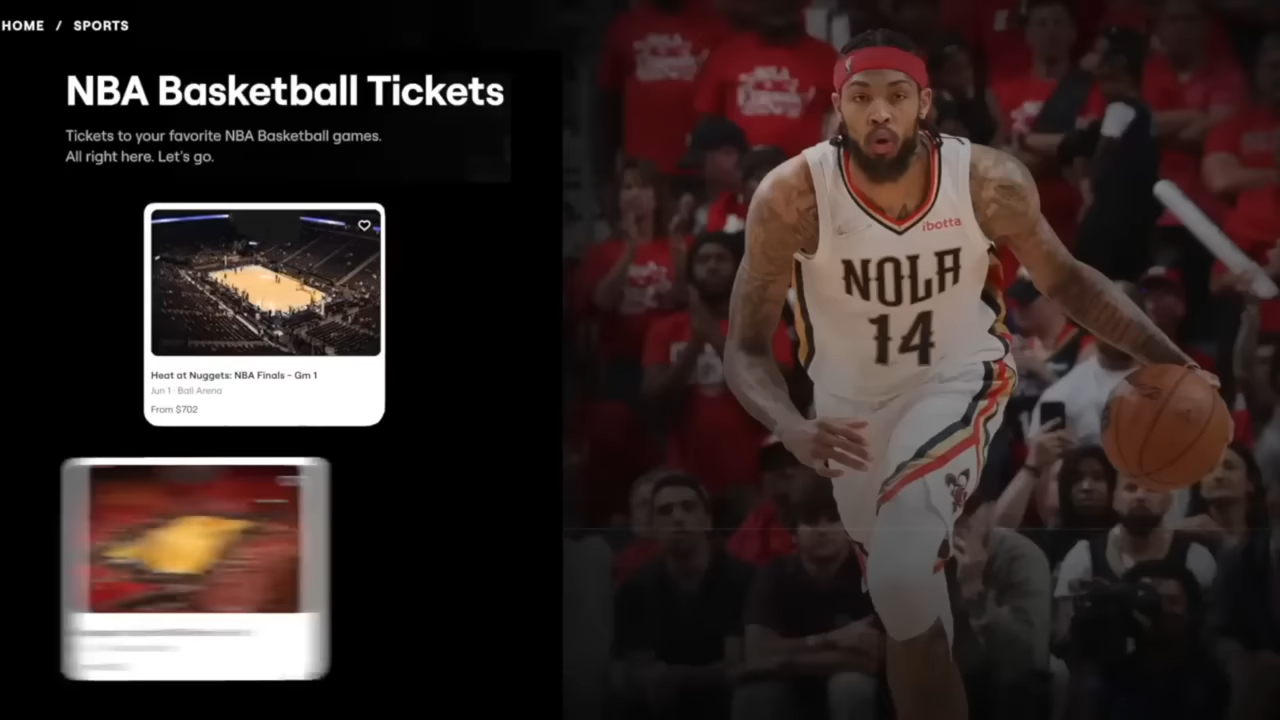 HOME / SPORTS
NBA Basketball Tickets
Tickets to your favorite NBA Basketball games.
All right here. Let's go.
Heat at Nuggets: NBA Finals - Gm 1
Jun 1 · Ball Arena
From $702
ibotta
NOLA
14